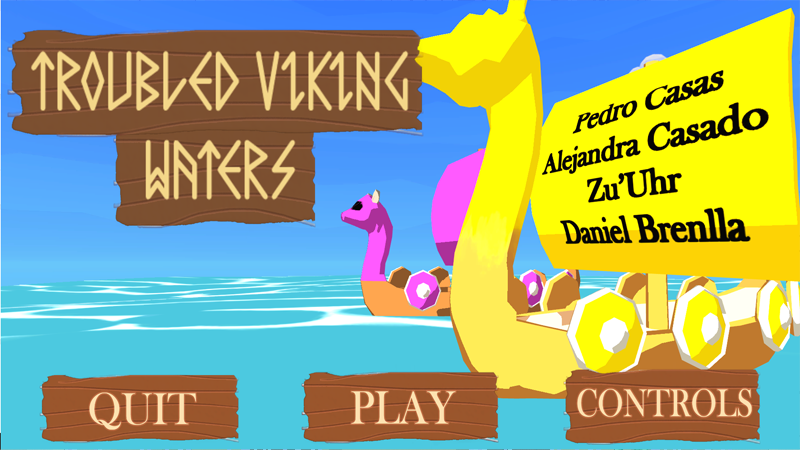 TROUBLED VIKING
WATERS
Pedro Casas
Alejandra Casado
Zu'Uhr
Daniel Brenlla
QUIT
PLAY
CONTROLS